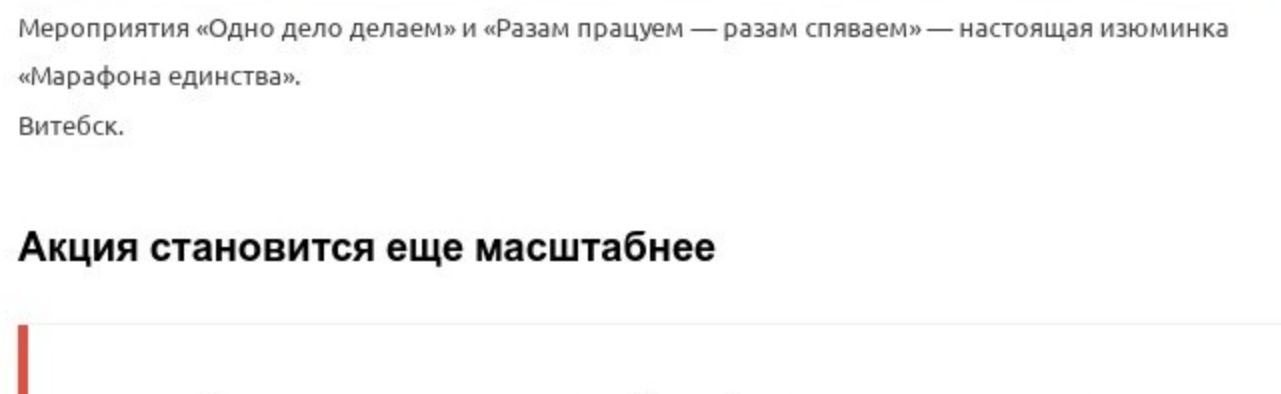 Мероприятия «Одно дело делаем» и «Разам працуем — разам спяваем» — настоящая изюминка
«Марафона единства».
Витебск.
Акция становится еще масштабнее